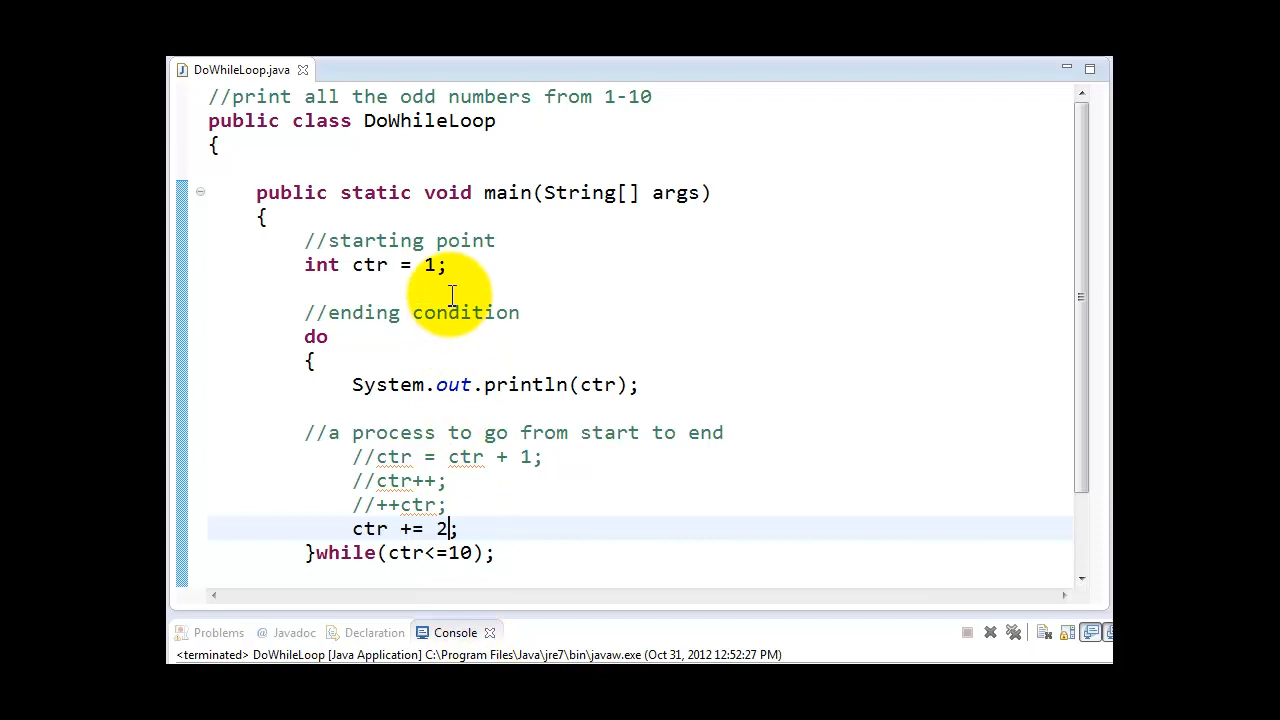 DoWhileLoop.java
//print all the odd numbers from 1-10
public class DoWhileLoop
{
public static void main(String[] args)
{
//starting point
int ctr = 1;
//ending condition
do
{
System.out.println(ctr);
//a process to go from start to end
//ctr = ctr + 1;
//ctr++;
//++ctr;
ctr += 2;
}while(ctr<=10);
Problems @ Javadoc Declaration Console
<terminated> DoWhileLoop [Java Application] C:\Program Files\Java\jre7\bin\javaw.exe (Oct 31, 2012 12:52:27 PM)